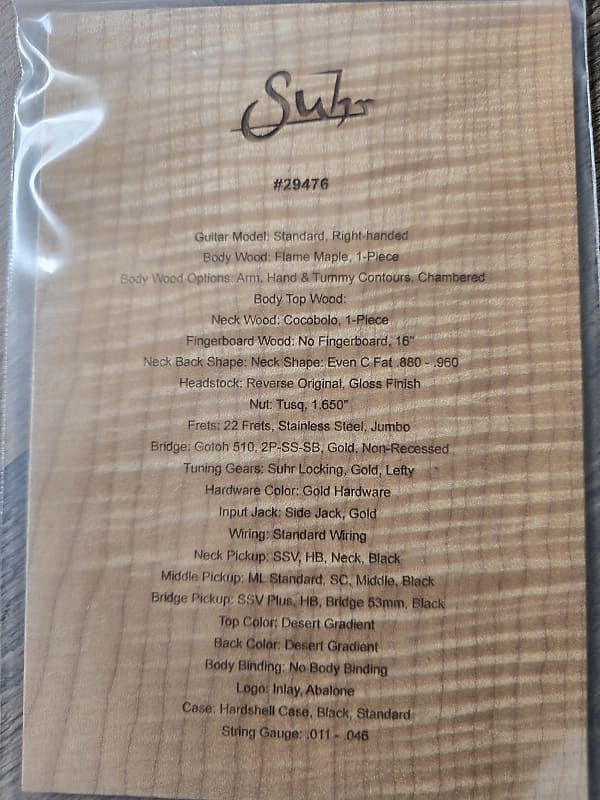 Suhr
#29476
Guitar Model: Standard, Right-handed
Body Wood: Flame Maple, 1-Piece
Body Wood Options: Arm, Hand & Tummy Contours, Chambered
Body Top Wood:
Neck Wood: Cocobolo, 1-Piece
Fingerboard Wood: No Fingerboard, 16"
Neck Back Shape: Neck Shape: Even C Fat .880 - .960
Headstock: Reverse Original, Gloss Finish
Nut: Tusq, 1.650"
Frets: 22 Frets, Stainless Steel, Jumbo
Bridge: Gotoh 510, 2P-SS-SB, Gold, Non-Recessed
Tuning Gears: Suhr Locking, Gold, Lefty
Hardware Color: Gold Hardware
Input Jack: Side Jack, Gold
Wiring: Standard Wiring
Neck Pickup: SSV, HB, Neck, Black
Middle Pickup: ML Standard, SC, Middle, Black
Bridge Pickup: SSV Plus, HB, Bridge 53mm, Black
Top Color: Desert Gradient
Back Color: Desert Gradient
Body Binding: No Body Binding
Logo: Inlay, Abalone
Case: Hardshell Case, Black, Standard
String Gauge: .011 - .046